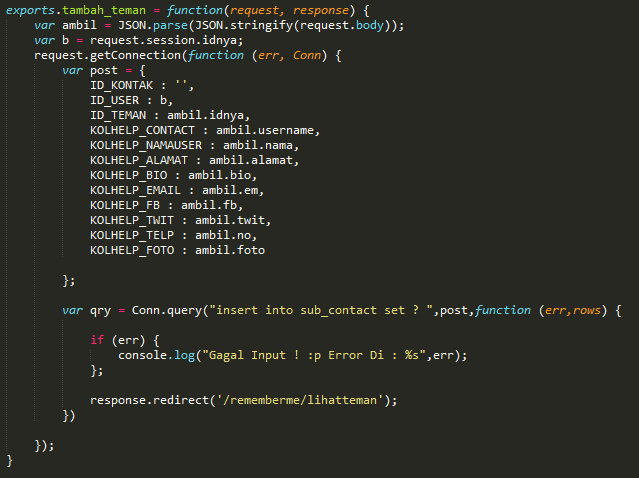 exports.tambah_teman = function(request, response) {
    var ambil = JSON.parse(JSON.stringify(request.body));
    var b = request.session.idnya;
    request.getConnection(function (err, Conn) {
        var post = {
            ID_KONTAK : '',
            ID_USER : b,
            ID_TEMAN : ambil.idnya,
            KOLHELP_CONTACT : ambil.username,
            KOLHELP_NAMAUSER : ambil.nama,
            KOLHELP_ALAMAT : ambil.alamat,
            KOLHELP_BIO : ambil.bio,
            KOLHELP_EMAIL : ambil.em,
            KOLHELP_FB : ambil.fb,
            KOLHELP_TWIT : ambil.twit,
            KOLHELP_TELP : ambil.no,
            KOLHELP_FOTO : ambil.foto
        };
        var qry = Conn.query("insert into sub_contact set ? ",post,function (err,rows) {
            if (err) {
                console.log("Gagal Input ! :p Error Di : %s",err);
            };
            response.redirect('/rememberme/lihatteman');
        })
    });
}